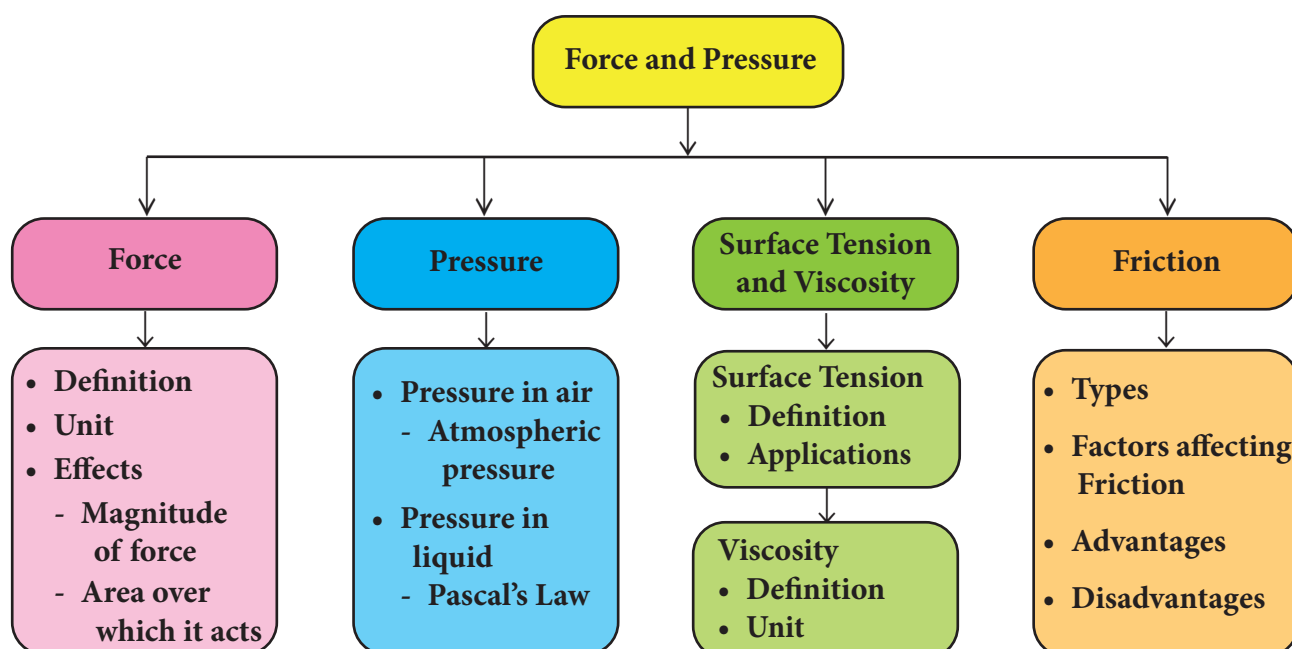 Force and Pressure
Force
Pressure
Surface Tension
and Viscosity
Friction
• Definition
• Unit
• Effects
- Magnitude
of force
- Area over
which it acts
• Pressure in air
- Atmospheric
pressure
• Pressure in
liquid
- Pascal’s Law
Surface Tension
• Definition
• Applications
Viscosity
• Definition
• Unit
• Types
• Factors affecting
Friction
• Advantages
• Disadvantages